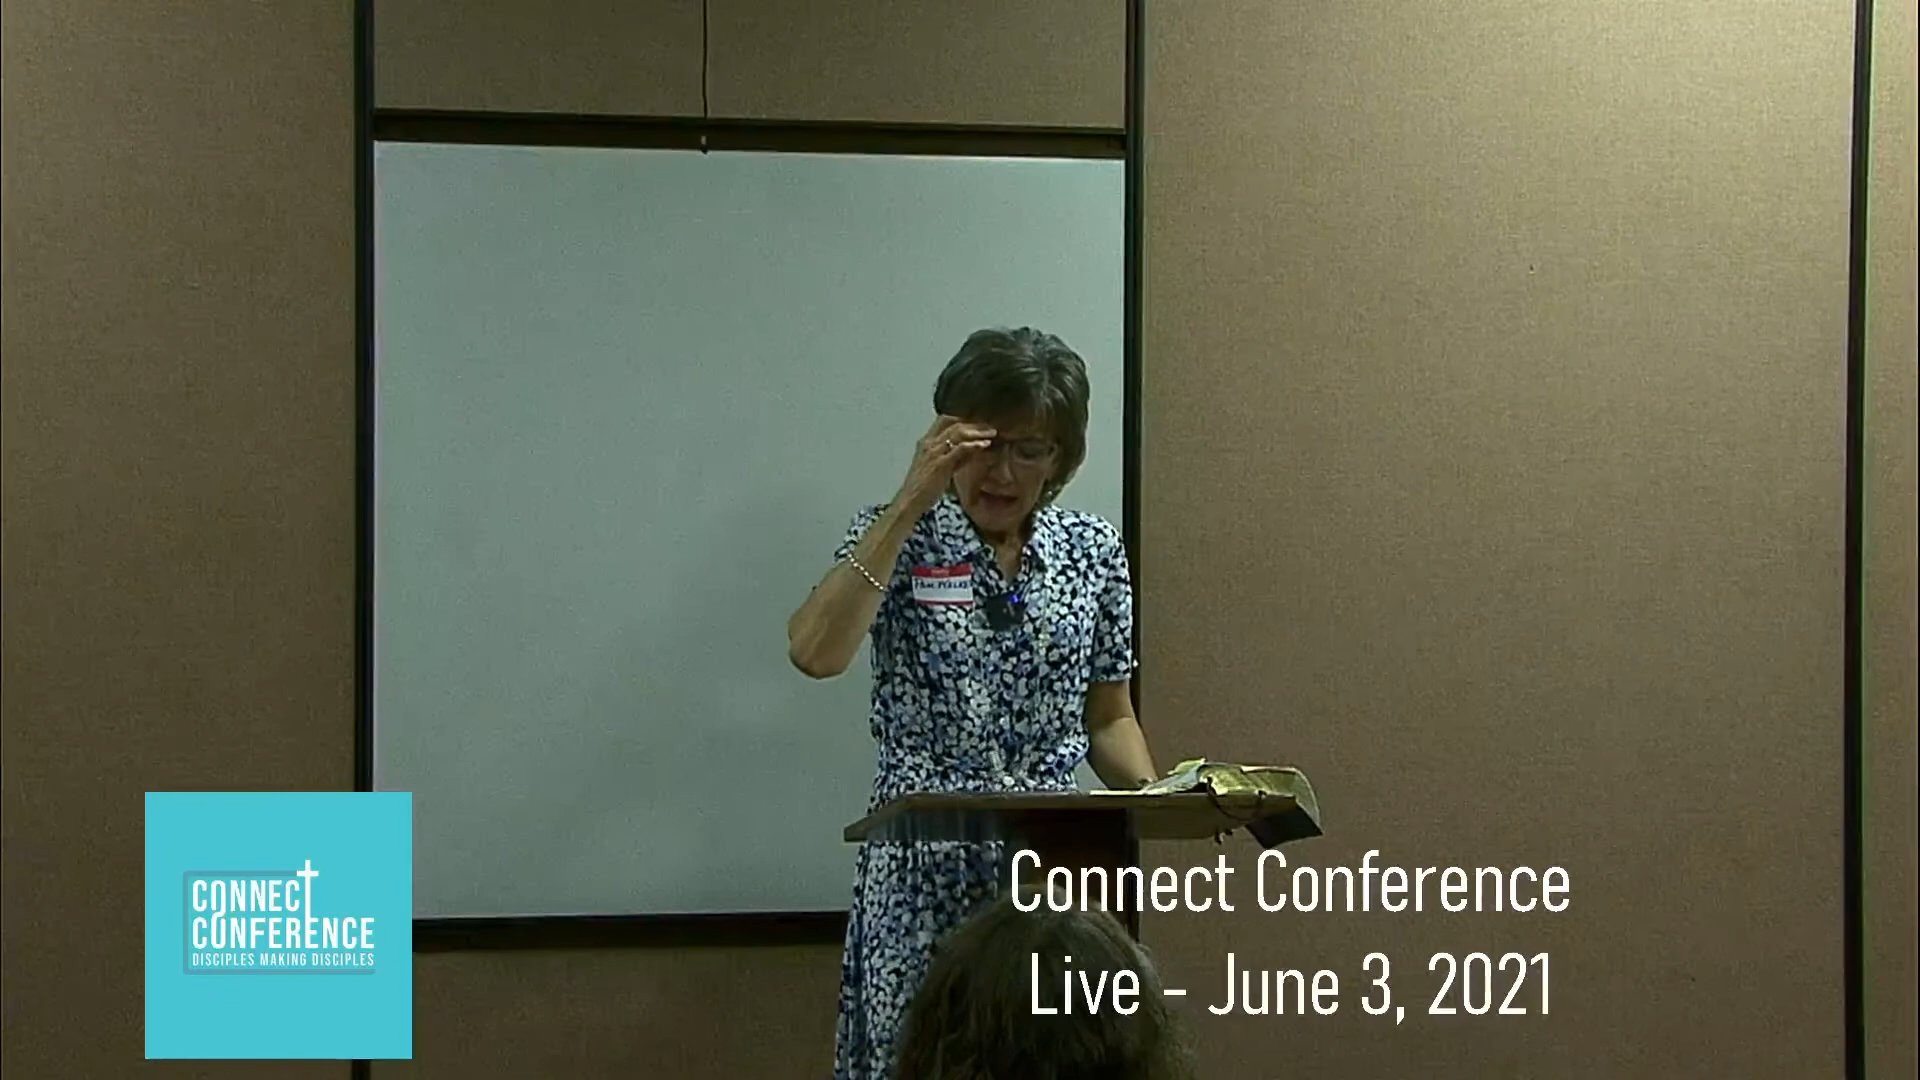 CONNECT
CONFERENCE
DISCIPLES MAKING DISCIPLES
Connect Conference
Live - June 3, 2021